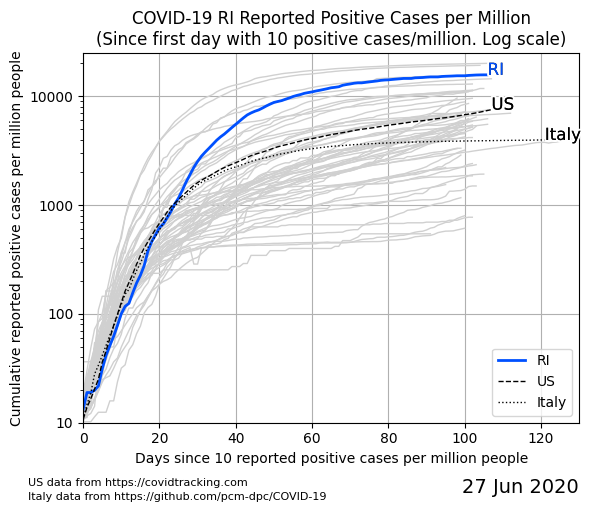 COVID-19 RI Reported Positive Cases per Million
(Since first day with 10 positive cases/million. Log scale)
Cumulative reported positive cases per million people
10000
1000
100
10
RI
US
Italy
RI
US
Italy
0 20 40 60 80 100 120
Days since 10 reported positive cases per million people
US data from https://covidtracking.com
Italy data from https://github.com/pcm-dpc/COVID-19
27 Jun 2020